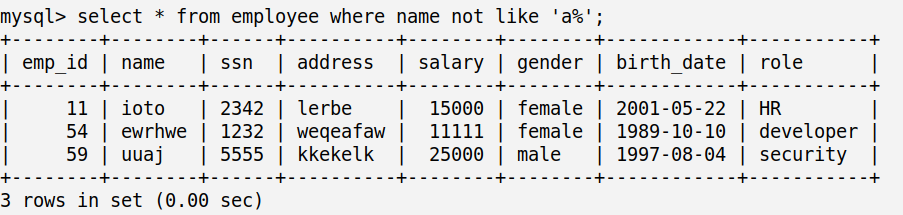 mysql> select * from employee where name not like 'a%';
+--------+--------+------+----------+--------+--------+------------+-----------+
| emp_id | name   | ssn  | address  | salary | gender | birth_date | role      |
+--------+--------+------+----------+--------+--------+------------+-----------+
|     11 | ioto   | 2342 | lerbe    |  15000 | female | 2001-05-22 | HR        |
|     54 | ewrhwe | 1232 | weqeafaw |  11111 | female | 1989-10-10 | developer |
|     59 | uuaj   | 5555 | kkekelk  |  25000 | male   | 1997-08-04 | security  |
+--------+--------+------+----------+--------+--------+------------+-----------+
3 rows in set (0.00 sec)